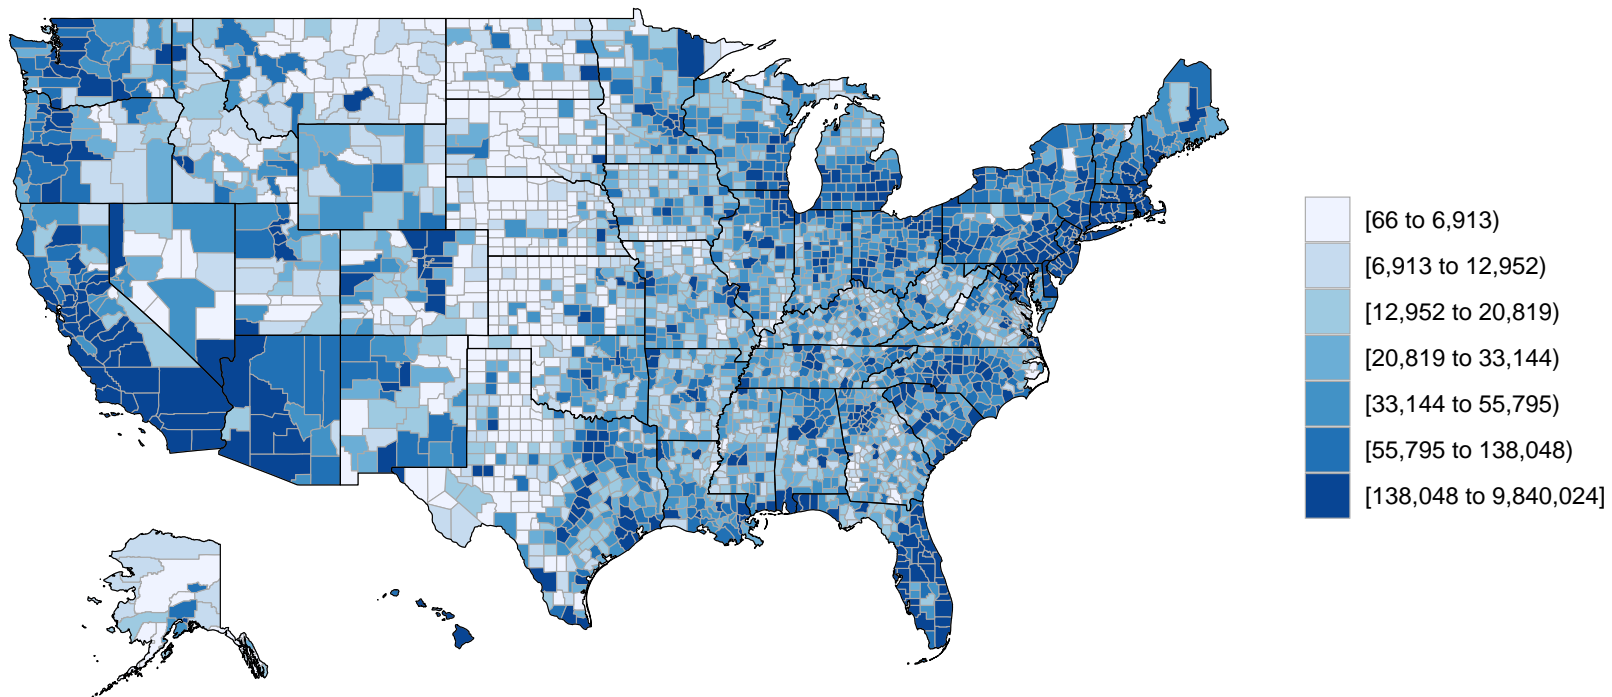 [66 to 6,913)
[6,913 to 12,952)
[12,952 to 20,819)
[20,819 to 33,144)
[33,144 to 55,795)
[55,795 to 138,048)
[138,048 to 9,840,024]